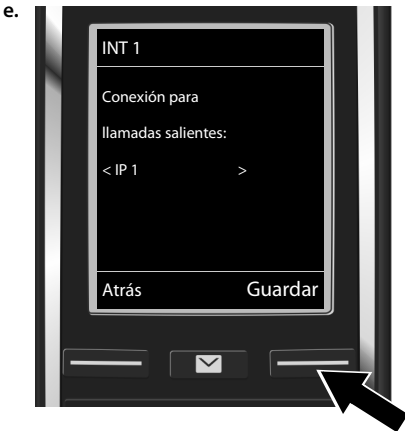 e.
INT 1
Conexión para
llamadas salientes:
< IP 1 >
Atrás Guardar